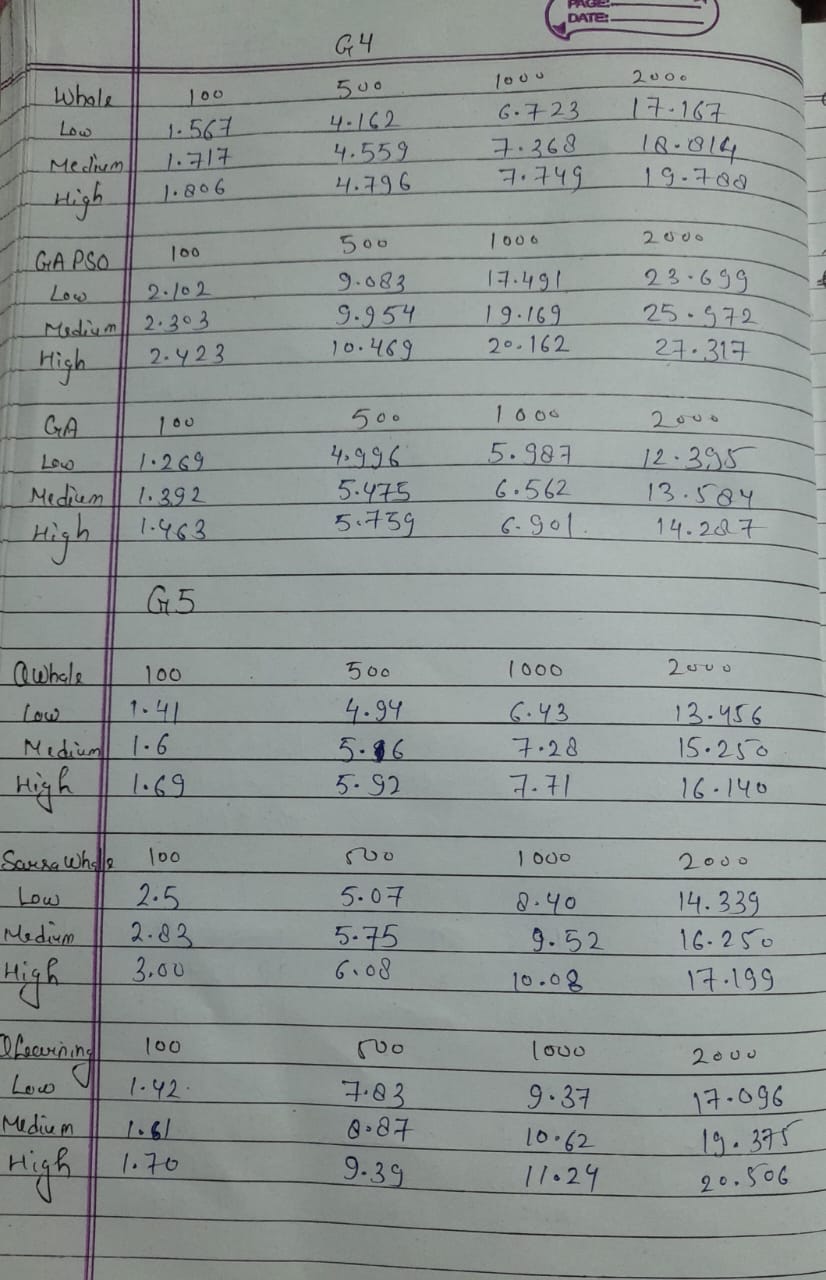 PAGE:
DATE:
G4
Whole 100 500 1000 2000
Low 1.567 4.162 6.723 17.167
Medium 1.717 4.559 7.368 18.814
High 1.806 4.796 7.749 19.788
GAPSO 100 500 1000 2000
Low 2.102 9.083 17.491 23.699
Medium 2.303 9.954 19.169 25.972
High 2.423 10.469 20.162 27.317
GA 100 500 1000 2000
Low 1.269 4.996 5.987 12.395
Medium 1.392 5.475 6.562 13.584
High 1.463 5.759 6.901 14.287
G5
QWhale 100 500 1000 2000
Low 1.41 4.94 6.43 13.456
Medium 1.6 7.28 15.250
High 1.69 5.92 7.71 16.140
SarsaWhale 100 500 1000 2000
Low 2.5 5.07 8.40 14.339
Medium 2.83 5.75 9.52 16.250
High 3.00 6.08 10.08 17.199
QLearning 100 500 1000 2000
Low 1.42 7.83 9.37 17.096
Medium 1.61 8.87 10.62 19.375
High 1.70 9.39 11.24 20.506